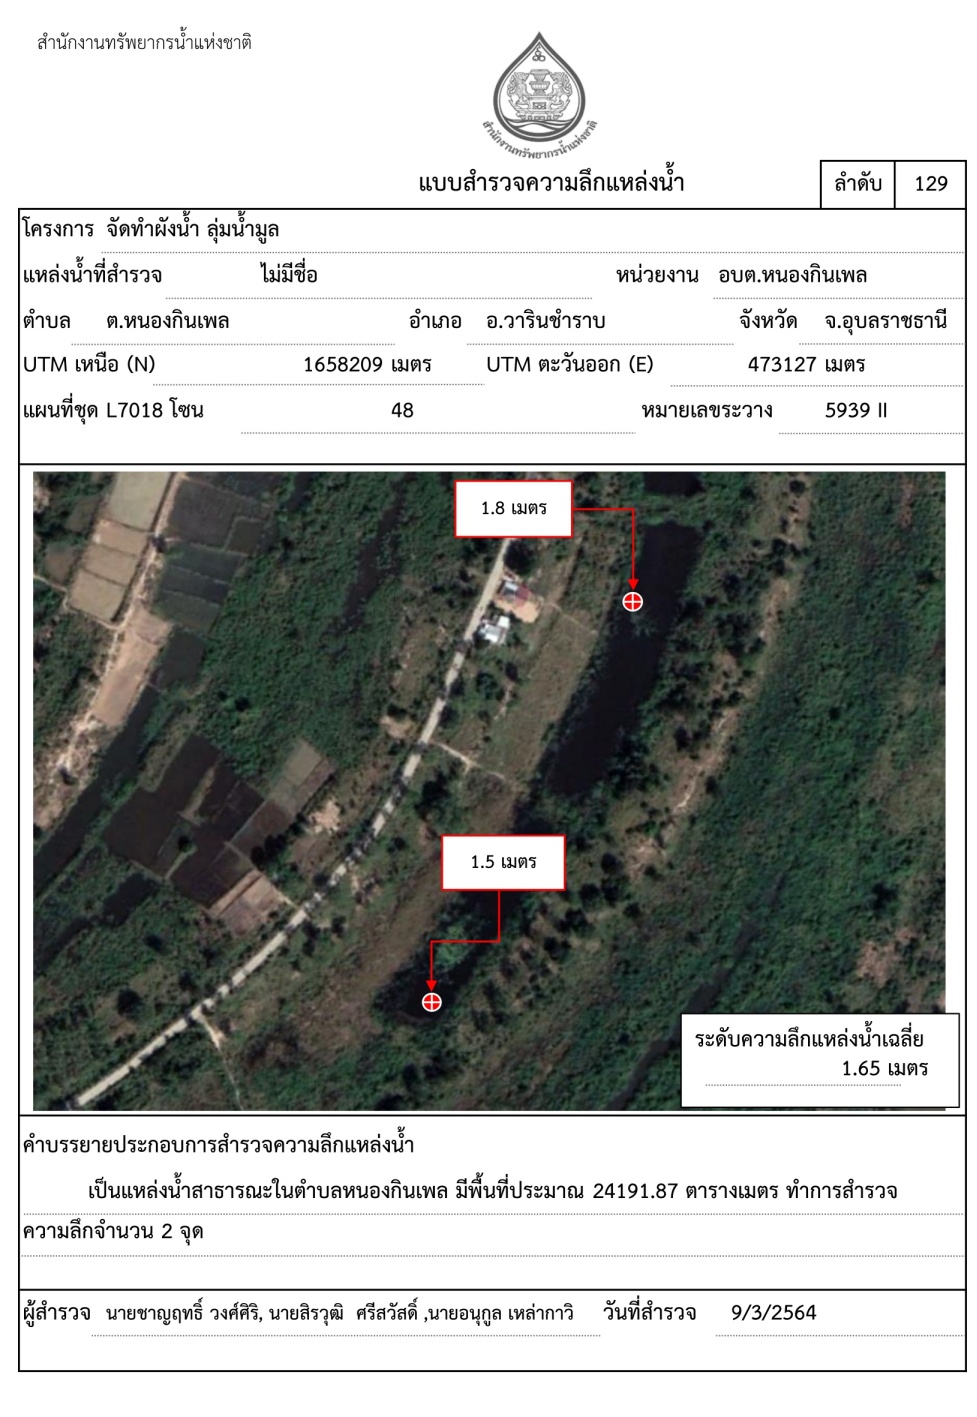 สำนักงานทรัพยากรน้ำแห่งชาติ
สำนักงานทรัพยากรน้ำแห่งชาติ
แบบสำรวจความลึกแหล่งน้ำ
ลำดับ 129
โครงการ จัดทำผังน้ำ ลุ่มน้ำมูล
แหล่งน้ำที่สำรวจ ไม่มีชื่อ หน่วยงาน อบต.หนองกินเพล
ตำบล ต.หนองกินเพล อำเภอ อ.วารินชำราบ จังหวัด จ.อุบลราชธานี
UTM เหนือ (N) 1658209 เมตร UTM ตะวันออก (E) 473127 เมตร
แผนที่ชุด L7018 โซน 48 หมายเลขระวาง 5939 II
1.8 เมตร
1.5 เมตร
ระดับความลึกแหล่งน้ำเฉลี่ย
1.65 เมตร
คำบรรยายประกอบการสำรวจความลึกแหล่งน้ำ
เป็นแหล่งน้ำสาธารณะในตำบลหนองกินเพล มีพื้นที่ประมาณ 24191.87 ตารางเมตร ทำการสำรวจ
ความลึกจำนวน 2 จุด
ผู้สำรวจ นายชาญฤทธิ์ วงศ์ศิริ, นายสิรวุฒิ ศรีสวัสดิ์ ,นายอนุกูล เหล่ากาวิ วันที่สำรวจ 9/3/2564